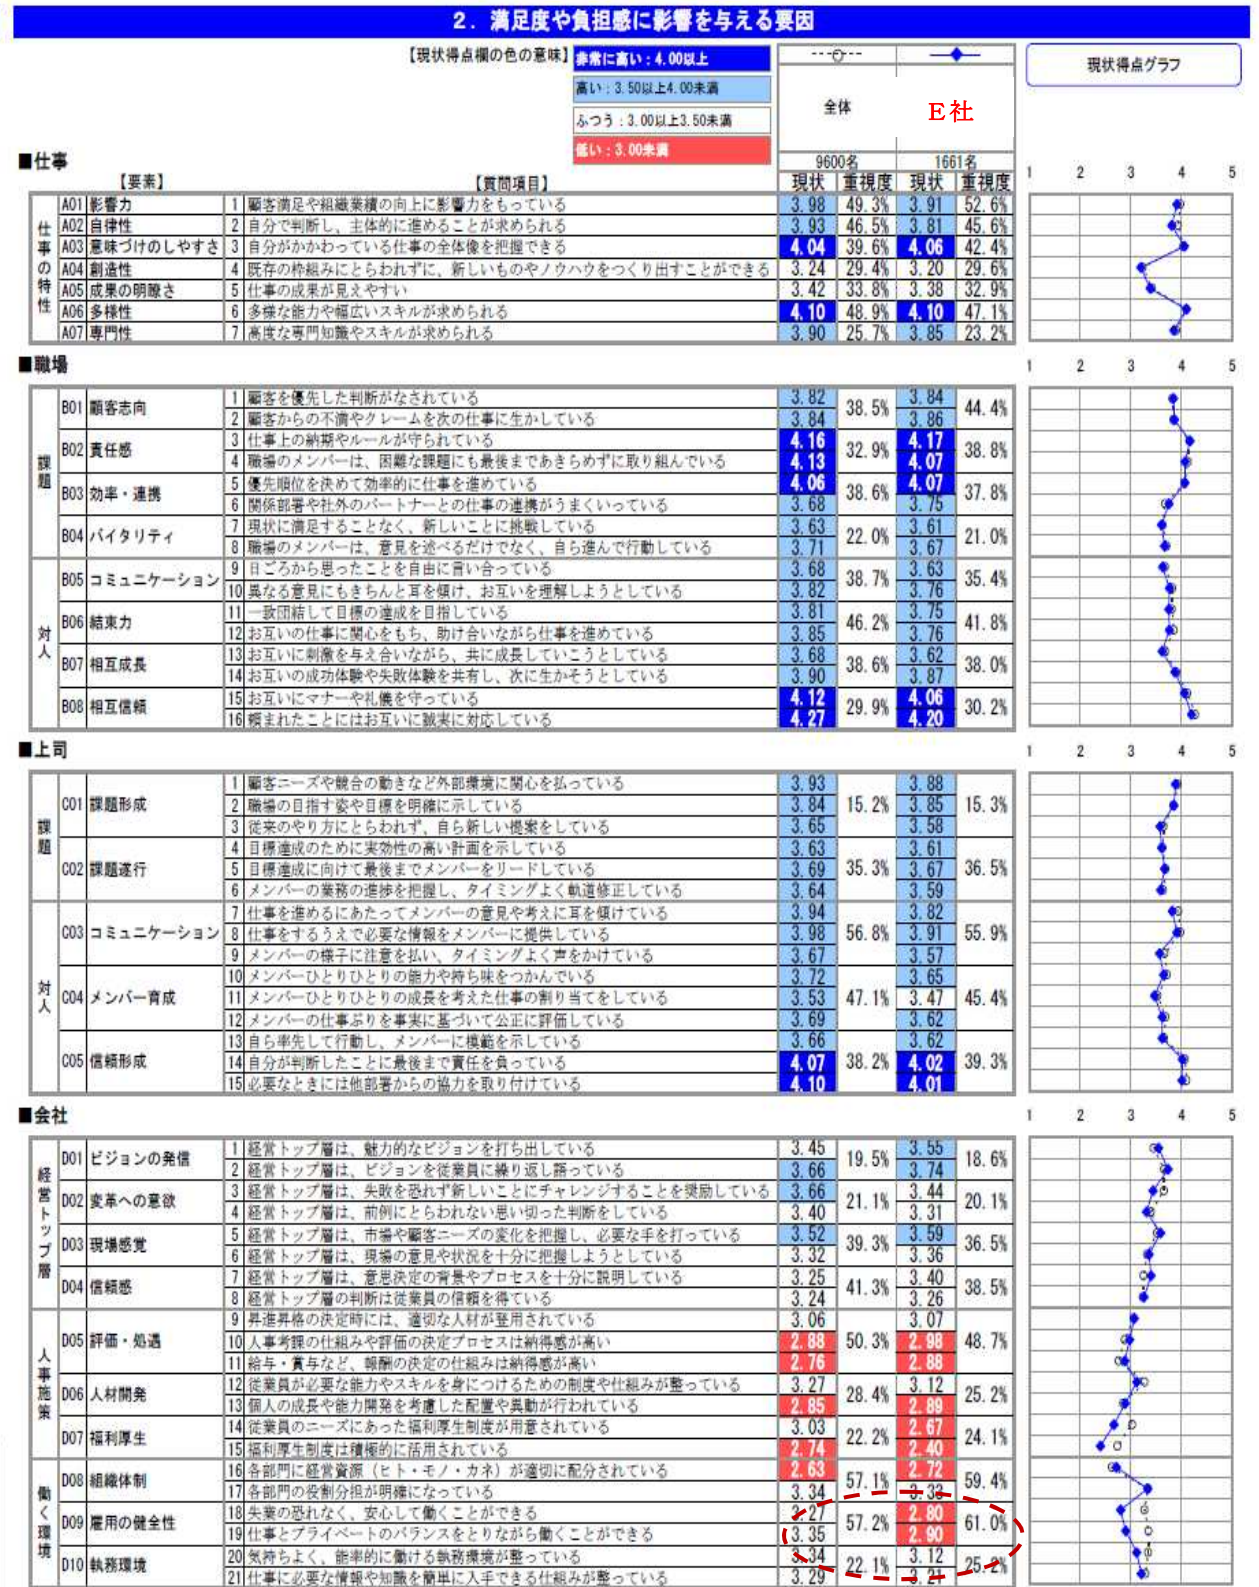 2. 満足度や負担感に影響を与える要因
【現状得点欄の色の意味】 非常に高い：4.00以上
高い：3.50以上4.00未満
ふつう：3.00以上3.50未満
低い：3.00未満
全体 E社 現状得点グラフ
9600名 1661名
■仕事 1 2 3 4 5
【要素】 【質問項目】 現状 重視度 現状 重視度
仕事の特性
A01 影響力 1 顧客満足や組織業績の向上に影響力をもっている 3.98 49.3% 3.91 52.6%
A02 自律性 2 自分で判断し、主体的に進めることが求められる 3.93 46.5% 3.81 45.6%
A03 意味づけのしやすさ 3 自分がかかわっている仕事の全体像を把握できる 4.04 39.6% 4.06 42.4%
A04 創造性 4 既存の枠組みにとらわれずに、新しいものやノウハウをつくり出すことができる 3.24 29.4% 3.20 29.6%
A05 成果の明瞭さ 5 仕事の成果が見えやすい 3.42 33.8% 3.38 32.9%
A06 多様性 6 多様な能力や幅広いスキルが求められる 4.10 48.9% 4.10 47.1%
A07 専門性 7 高度な専門知識やスキルが求められる 3.90 25.7% 3.85 23.2%
■職場 1 2 3 4 5
課題
B01 顧客志向 1 顧客を優先した判断がなされている 3.82 38.5% 3.84 44.4%
2 顧客からの不満やクレームを次の仕事に生かしている 3.84 3.86
B02 責任感 3 仕事上の納期やルールが守られている 4.16 32.9% 4.17 38.8%
4 職場のメンバーは、困難な課題にも最後まであきらめずに取り組んでいる 4.13 4.07
B03 効率・連携 5 優先順位を決めて効率的に仕事を進めている 4.06 38.6% 4.07 37.8%
6 関係部署や社外のパートナーとの仕事の連携がうまくいっている 3.68 3.75
B04 バイタリティ 7 現状に満足することなく、新しいことに挑戦している 3.63 22.0% 3.61 21.0%
8 職場のメンバーは、意見を述べるだけでなく、自ら進んで行動している 3.71 3.67
対人
B05 コミュニケーション 9 日ごろから思ったことを自由に言い合っている 3.68 38.7% 3.63 35.4%
10 異なる意見にもきちんと耳を傾け、お互いを理解しようとしている 3.82 3.76
B06 結束力 11 一致団結して目標の達成を目指している 3.81 46.2% 3.75 41.8%
12 お互いの仕事に関心をもち、助け合いながら仕事を進めている 3.85 3.76
B07 相互成長 13 お互いに刺激を与え合いながら、共に成長していこうとしている 3.68 38.6% 3.62 38.0%
14 お互いの成功体験や失敗体験を共有し、次に生かそうとしている 3.90 3.87
B08 相互信頼 15 お互いにマナーや礼儀を守っている 4.12 29.9% 4.06 30.2%
16 頼まれたことにはお互いに誠実に対応している 4.27 4.20
■上司 1 2 3 4 5
課題
C01 課題形成 1 顧客ニーズや競合の動きなど外部環境に関心を払っている 3.93 15.2% 3.88 15.3%
2 職場の目指す姿や目標を明確に示している 3.84 3.85
3 従来のやり方にとらわれず、自ら新しい提案をしている 3.65 3.58
C02 課題遂行 4 目標達成のために実効性の高い計画を示している 3.63 35.3% 3.61 36.5%
5 目標達成に向けて最後までメンバーをリードしている 3.69 3.67
6 メンバーの業務の進捗を把握し、タイミングよく軌道修正している 3.64 3.59
対人
C03 コミュニケーション 7 仕事を進めるにあたってメンバーの意見や考えに耳を傾けている 3.94 56.8% 3.82 55.9%
8 仕事をするうえで必要な情報をメンバーに提供している 3.98 3.91
9 メンバーの様子に注意を払い、タイミングよく声をかけている 3.67 3.57
C04 メンバー育成 10 メンバーひとりひとりの能力や持ち味をつかんでいる 3.72 47.1% 3.65 45.4%
11 メンバーひとりひとりの成長を考えた仕事の割り当てをしている 3.53 3.47
12 メンバーの仕事ぶりを事実に基づいて公正に評価している 3.69 3.62
C05 信頼形成 13 自ら率先して行動し、メンバーに模範を示している 3.66 38.2% 3.62 39.3%
14 自分が判断したことに最後まで責任を負っている 4.07 4.02
15 必要なときには他部署からの協力を取り付けている 4.10 4.01
■会社 1 2 3 4 5
経営トップ層
D01 ビジョンの発信 1 経営トップ層は、魅力的なビジョンを打ち出している 3.45 19.5% 3.55 18.6%
2 経営トップ層は、ビジョンを従業員に繰り返し語っている 3.66 3.74
D02 変革への意欲 3 経営トップ層は、失敗を恐れず新しいことにチャレンジすることを奨励している 3.66 21.1% 3.44 20.1%
4 経営トップ層は、前例にとらわれない思い切った判断をしている 3.40 3.31
D03 現場感覚 5 経営トップ層は、市場や顧客ニーズの変化を把握し、必要な手を打っている 3.52 39.3% 3.59 36.5%
6 経営トップ層は、現場の意見や状況を十分に把握しようとしている 3.32 3.36
D04 信頼感 7 経営トップ層は、意思決定の背景やプロセスを十分に説明している 3.25 41.3% 3.40 38.5%
8 経営トップ層の判断は従業員の信頼を得ている 3.24 3.26
人事施策
D05 評価・処遇 9 昇進昇格の決定時には、適切な人材が登用されている 3.06 50.3% 3.07 48.7%
10 人事考課の仕組みや評価の決定プロセスは納得感が高い 2.88 2.98
11 給与・賞与など、報酬の決定の仕組みは納得感が高い 2.76 2.88
D06 人材開発 12 従業員が必要な能力やスキルを身につけるための制度や仕組みが整っている 3.27 28.4% 3.12 25.2%
13 個人の成長や能力開発を考慮した配置や異動が行われている 2.85 2.89
D07 福利厚生 14 従業員のニーズにあった福利厚生制度が用意されている 3.03 22.2% 2.67 24.1%
15 福利厚生制度は積極的に活用されている 2.74 2.40
働く環境
D08 組織体制 16 各部門に経営資源（ヒト・モノ・カネ）が適切に配分されている 2.63 57.1% 2.72 59.4%
17 各部門の役割分担が明確になっている 3.34 3.33
D09 雇用の健全性 18 失業の恐れなく、安心して働くことができる 3.27 57.2% 2.80 61.0%
19 仕事とプライベートのバランスをとりながら働くことができる 3.35 2.90
D10 執務環境 20 気持ちよく、能率的に働ける執務環境が整っている 3.34 22.1% 3.12 25.2%
21 仕事に必要な情報や知識を簡単に入手できる仕組みが整っている 3.29 3.21